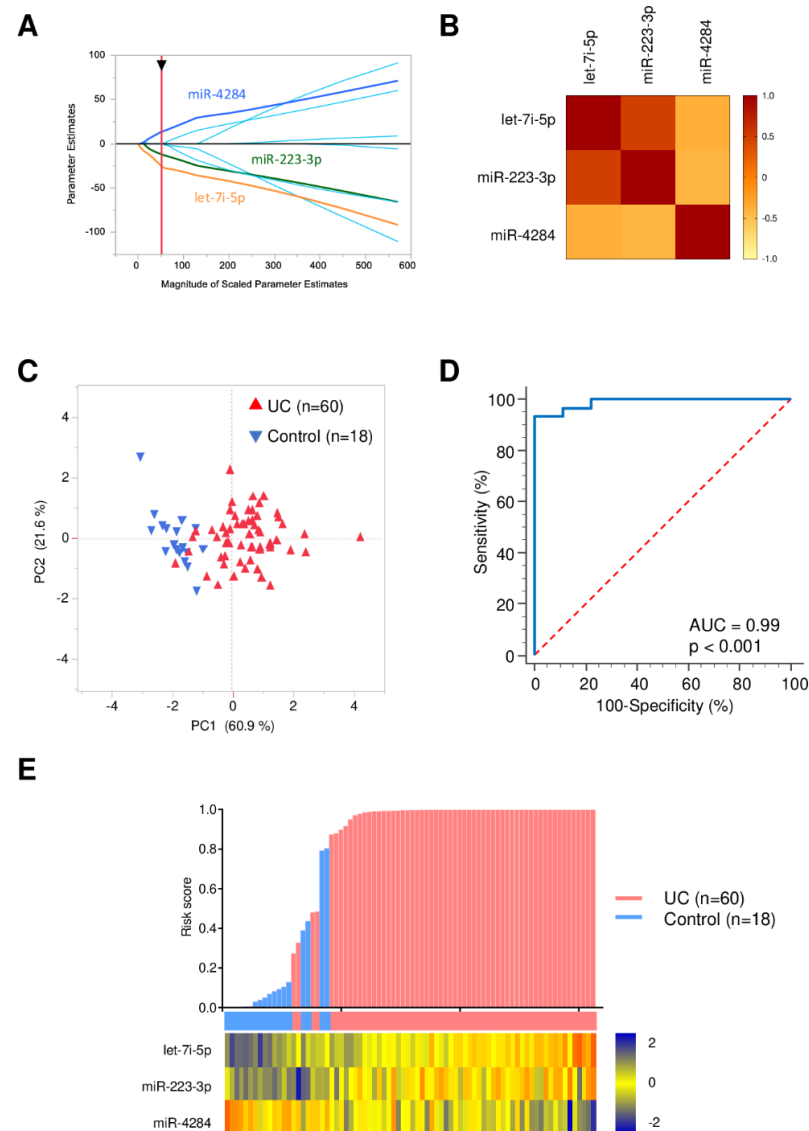 A
100
50
0
-50
-100
Parameter Estimates
miR-4284
miR-223-3p
let-7i-5p
0 100 200 300 400 500 600
Magnitude of Scaled Parameter Estimates
B
let-7i-5p
miR-223-3p
miR-4284
let-7i-5p
miR-223-3p
miR-4284
1.0
0.5
0
-0.5
-1.0
C
UC (n=60)
Control (n=18)
4
2
0
-2
-4
PC2 (21.6 %)
-4 -2 0 2 4
PC1 (60.9 %)
D
100
80
60
40
20
0
Sensitivity (%)
AUC = 0.99
p < 0.001
0 20 40 60 80 100
100-Specificity (%)
E
1.0
0.8
0.6
0.4
0.2
0.0
Risk score
UC (n=60)
Control (n=18)
let-7i-5p
miR-223-3p
miR-4284
2
0
-2